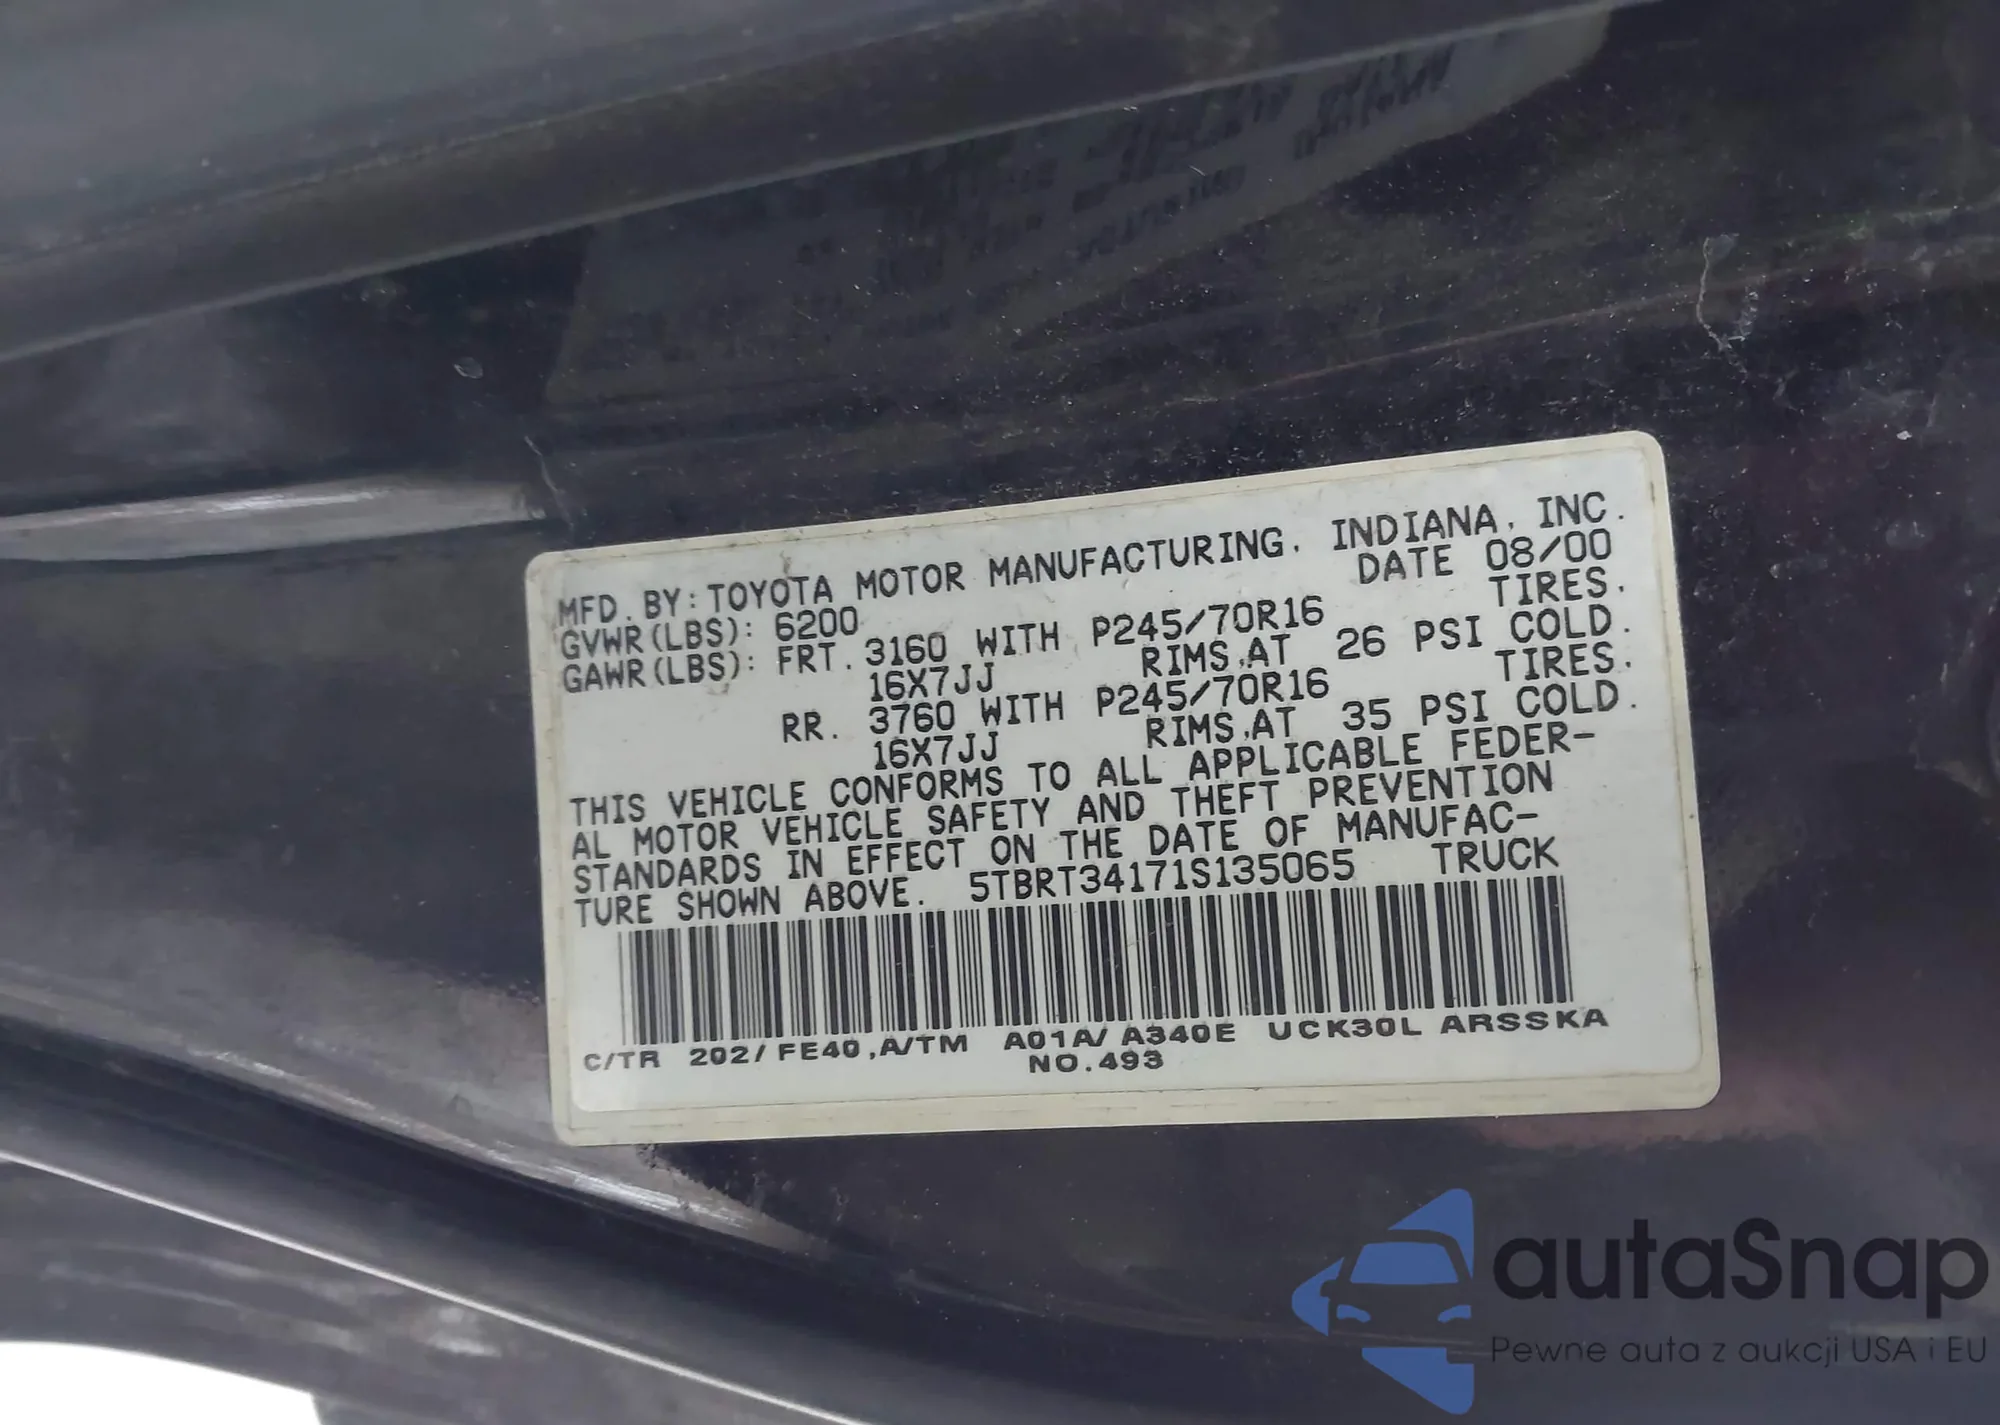 MFD. BY: TOYOTA MOTOR MANUFACTURING, INDIANA, INC.
GVWR(LBS): 6200 DATE 08/00
GAWR(LBS): FRT. 3160 WITH P245/70R16 TIRES.
16X7JJ RIMS,AT 26 PSI COLD.
RR. 3760 WITH P245/70R16 TIRES.
16X7JJ RIMS,AT 35 PSI COLD.
THIS VEHICLE CONFORMS TO ALL APPLICABLE FEDER-
AL MOTOR VEHICLE SAFETY AND THEFT PREVENTION
STANDARDS IN EFFECT ON THE DATE OF MANUFAC-
TURE SHOWN ABOVE. 5TBRT34171S135065 TRUCK
C/TR 202/FE40,A/TM A01A/A340E UCK30L ARSSKA
NO.493
autaSnap
Pewne auta z aukcji USA i EU